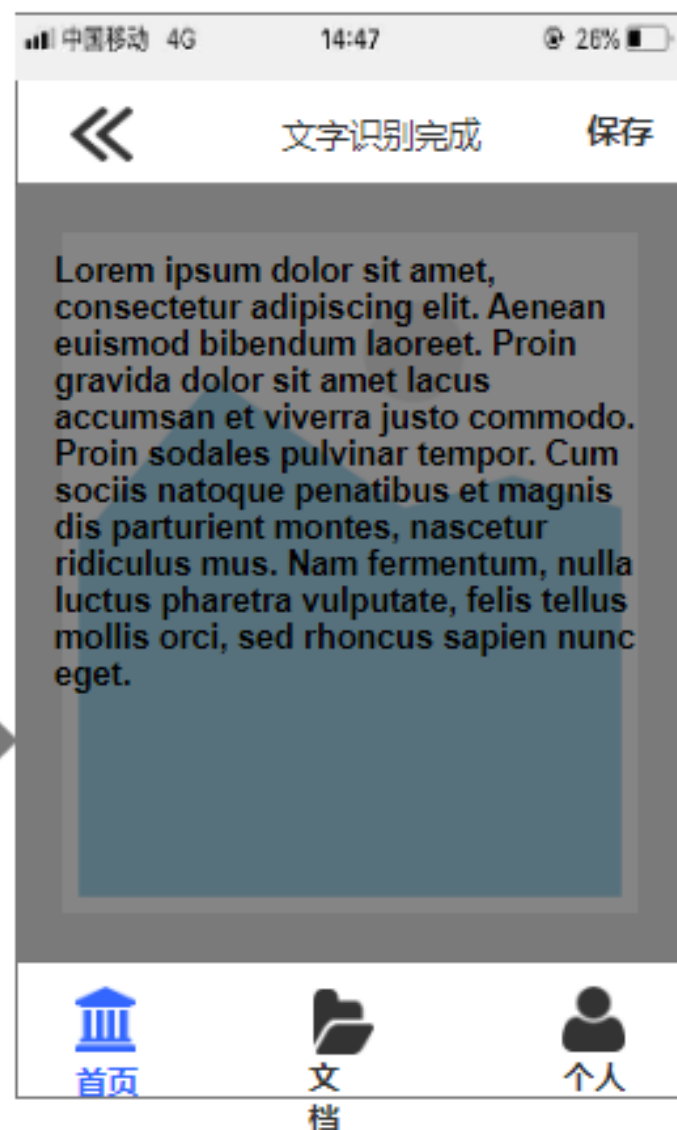 中国移动 4G 14:47 26%
文字识别完成 保存
Lorem ipsum dolor sit amet,
consectetur adipiscing elit. Aenean
euismod bibendum laoreet. Proin
gravida dolor sit amet lacus
accumsan et viverra justo commodo.
Proin sodales pulvinar tempor. Cum
sociis natoque penatibus et magnis
dis parturient montes, nascetur
ridiculus mus. Nam fermentum, nulla
luctus pharetra vulputate, felis tellus
mollis orci, sed rhoncus sapien nunc
eget.
首页 文 个人
档